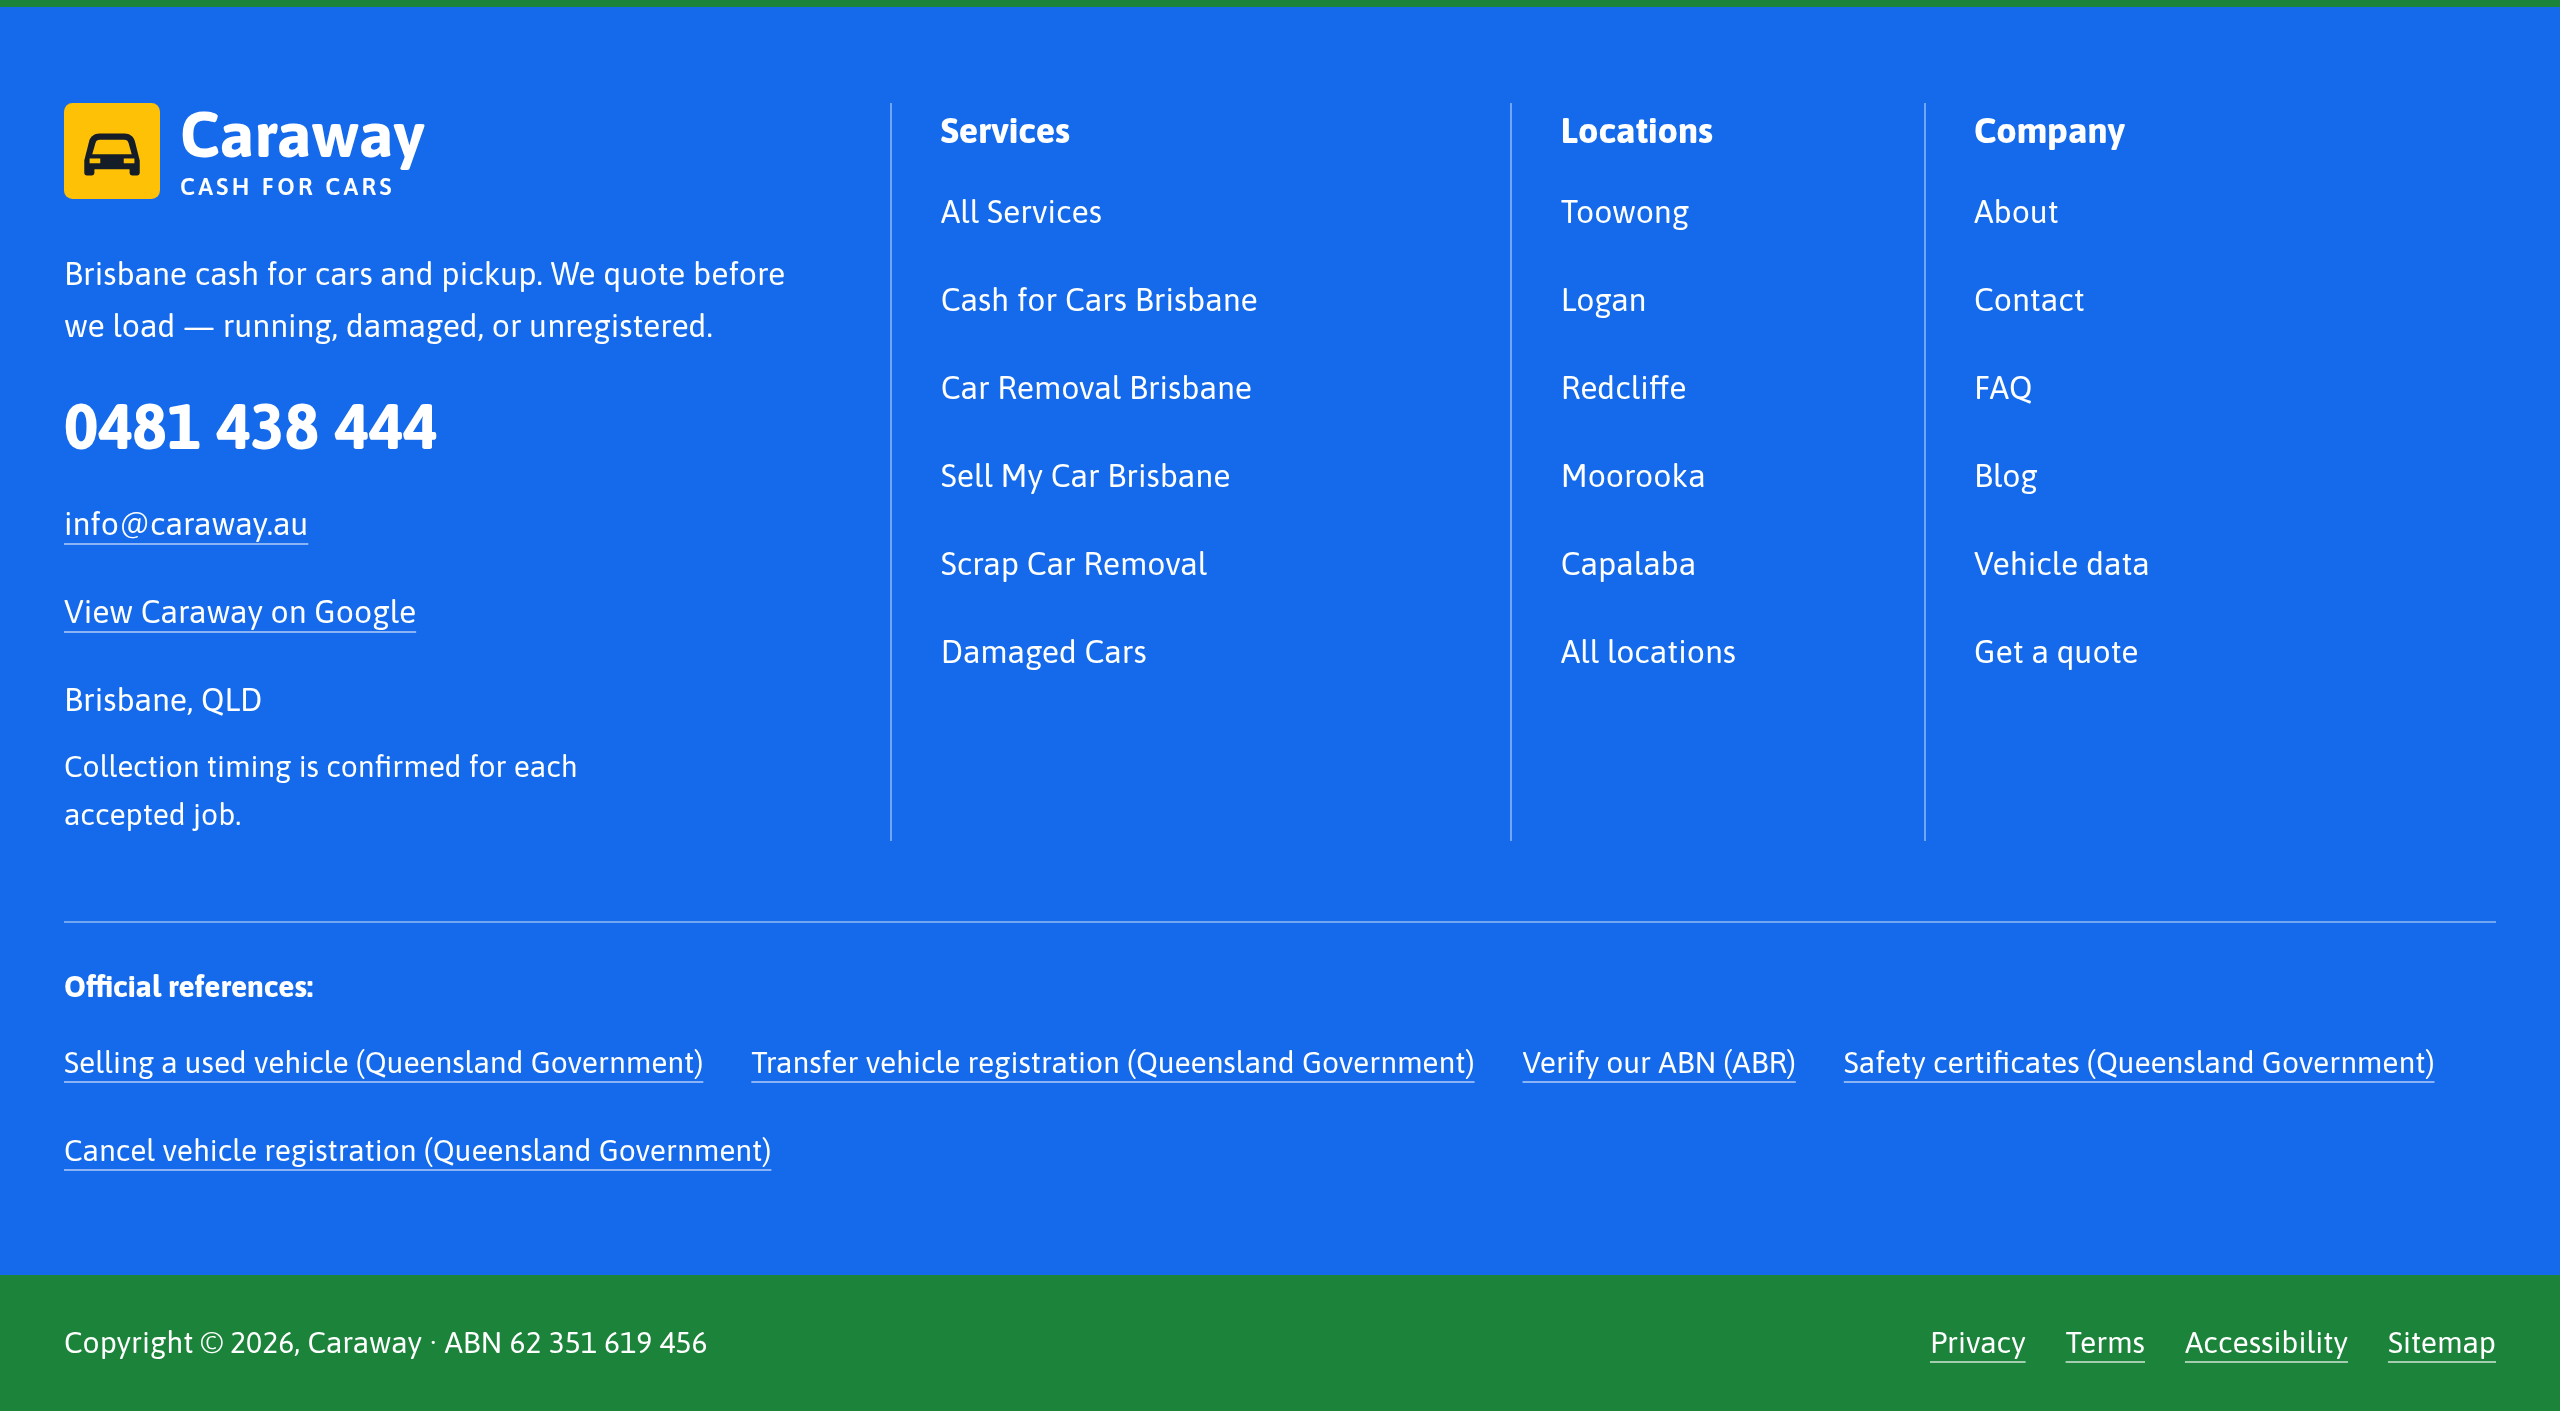 Caraway
CASH FOR CARS
Brisbane cash for cars and pickup. We quote before
we load — running, damaged, or unregistered.
0481 438 444
info@caraway.au
View Caraway on Google
Brisbane, QLD
Collection timing is confirmed for each
accepted job.
Services
All Services
Cash for Cars Brisbane
Car Removal Brisbane
Sell My Car Brisbane
Scrap Car Removal
Damaged Cars
Locations
Toowong
Logan
Redcliffe
Moorooka
Capalaba
All locations
Company
About
Contact
FAQ
Blog
Vehicle data
Get a quote
Official references:
Selling a used vehicle (Queensland Government) Transfer vehicle registration (Queensland Government) Verify our ABN (ABR) Safety certificates (Queensland Government)
Cancel vehicle registration (Queensland Government)
Copyright © 2026, Caraway · ABN 62 351 619 456 Privacy Terms Accessibility Sitemap